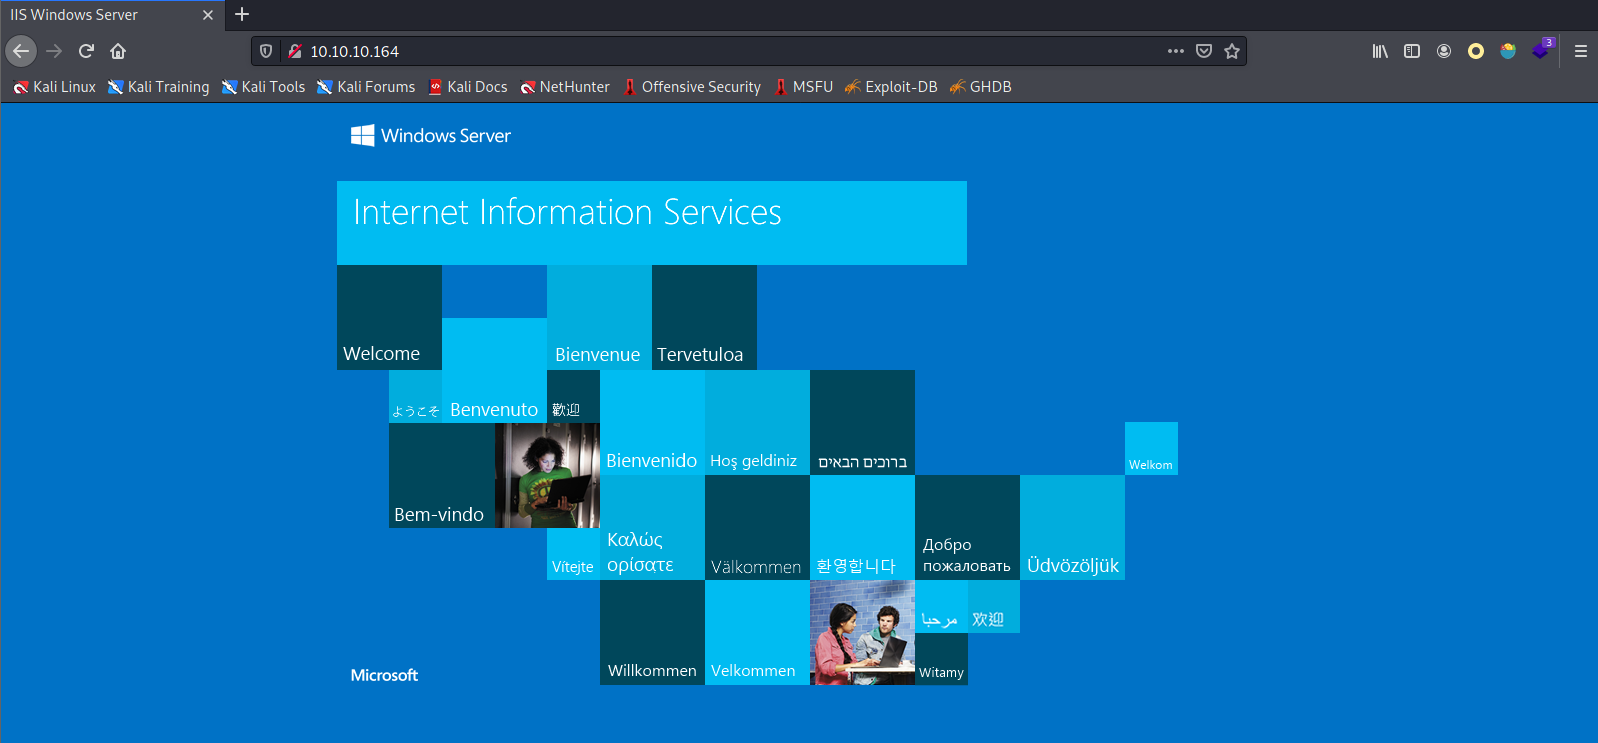 IIS Windows Server
10.10.10.164
3
Kali Linux Kali Training Kali Tools Kali Forums Kali Docs NetHunter Offensive Security MSFU Exploit-DB GHDB
Windows Server
Internet Information Services
Welcome
Bienvenue
Tervetuloa
ようこそ
Benvenuto
歡迎
Bienvenido
Hoş geldiniz
ברוכים הבאים
Welkom
Bem-vindo
Vítejte
Καλώς
ορίσατε
Välkommen
환영합니다
Добро
пожаловать
Üdvözöljük
مرحبا
欢迎
Microsoft
Willkommen
Velkommen
Witamy